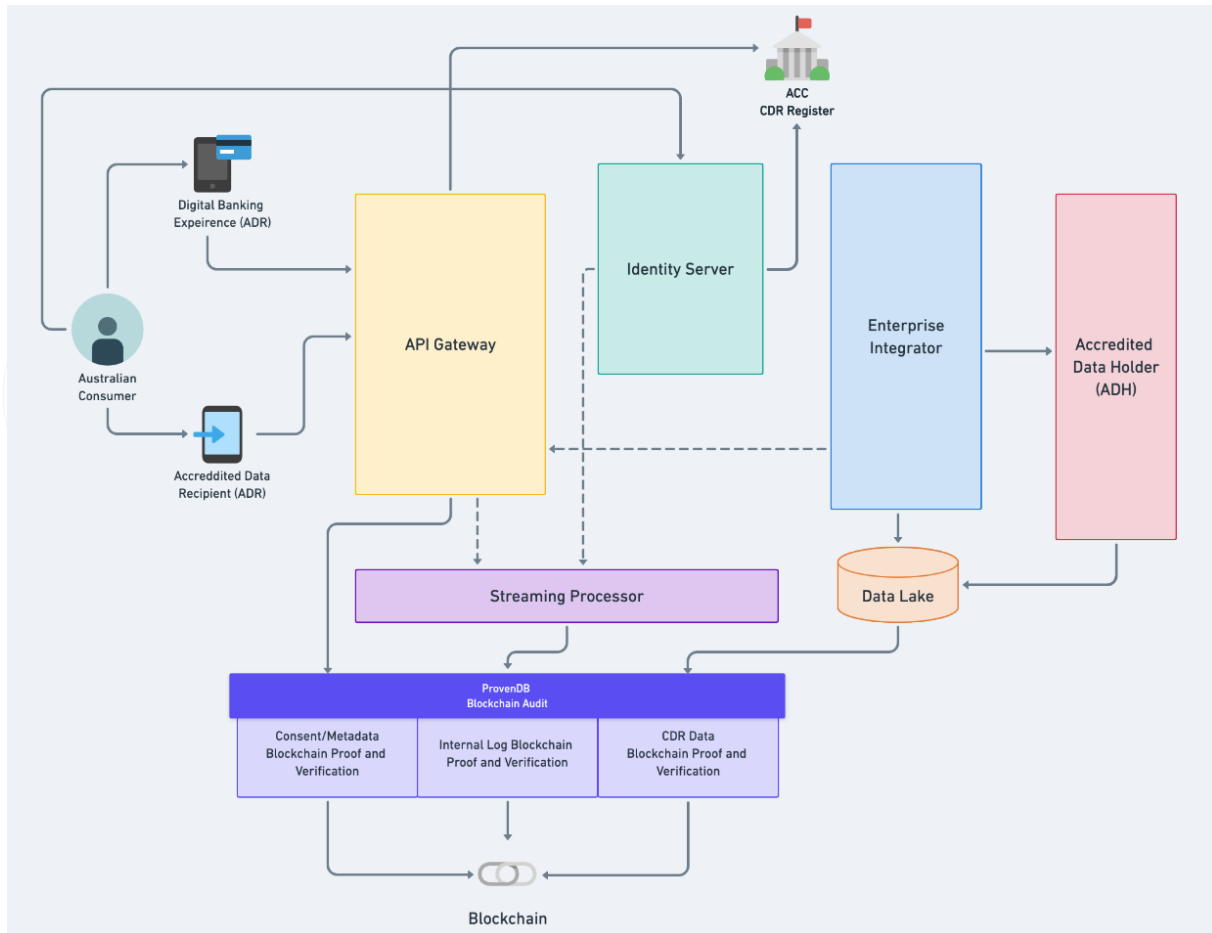 ACC
CDR Register
Digital Banking
Expeirence (ADR)
Identity Server
Enterprise
Integrator
API Gateway
Accredited
Data Holder
(ADH)
Australian
Consumer
Accreddited Data
Recipient (ADR)
Streaming Processor
Data Lake
ProvenDB
Blockchain Audit
Consent/Metadata
Blockchain Proof and
Verification
Internal Log Blockchain
Proof and Verification
CDR Data
Blockchain Proof and
Verification
Blockchain